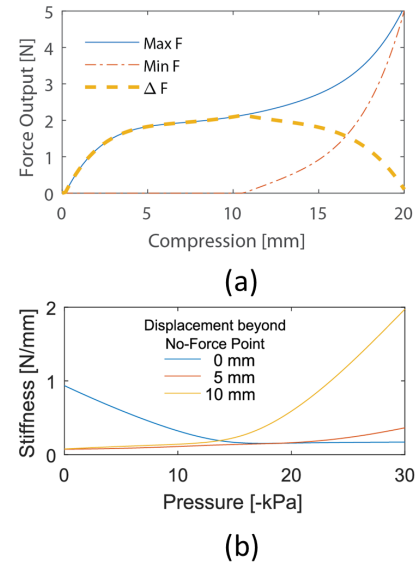 5
Max F
4
Min F
3
Δ F
2
1
0
0
5
10
15
20
Force Output [N]
Compression [mm]
(a)
2
Displacement beyond
No-Force Point
0 mm
5 mm
10 mm
1
0
0
10
20
30
Stiffness [N/mm]
Pressure [-kPa]
(b)